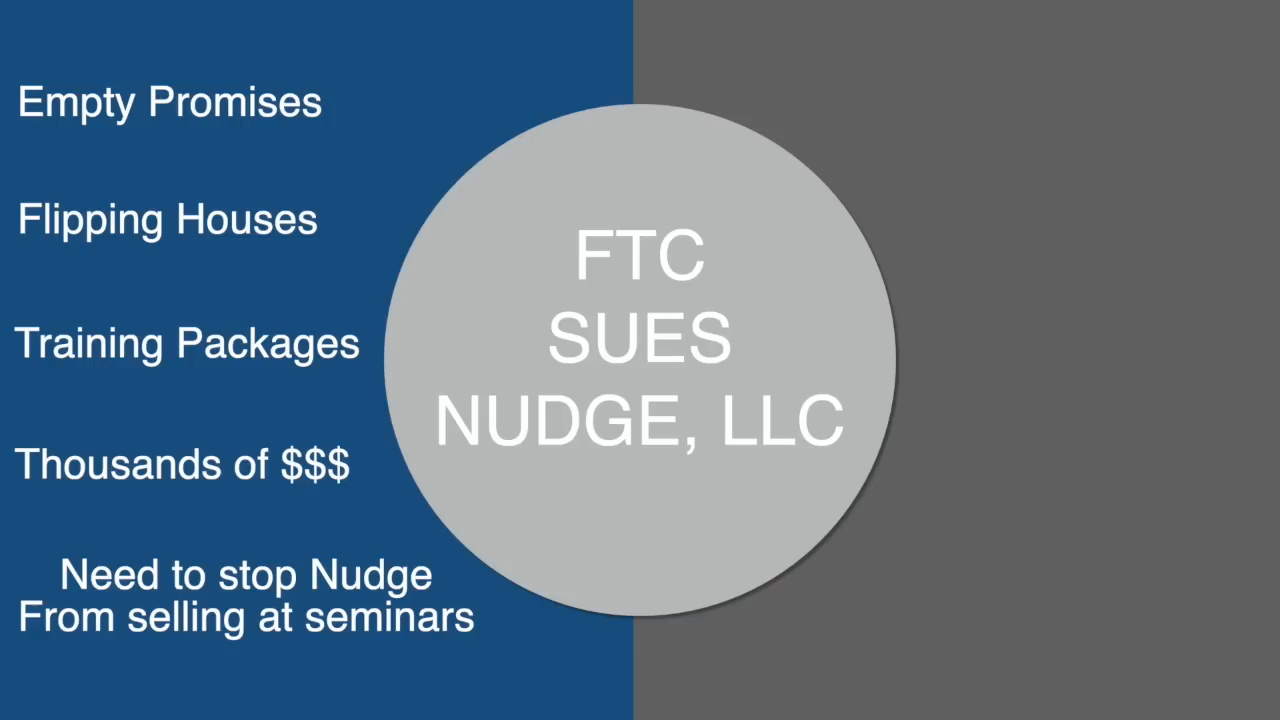 Empty Promises
Flipping Houses
Training Packages
Thousands of $$$
Need to stop Nudge
From selling at seminars
FTC
SUES
NUDGE, LLC